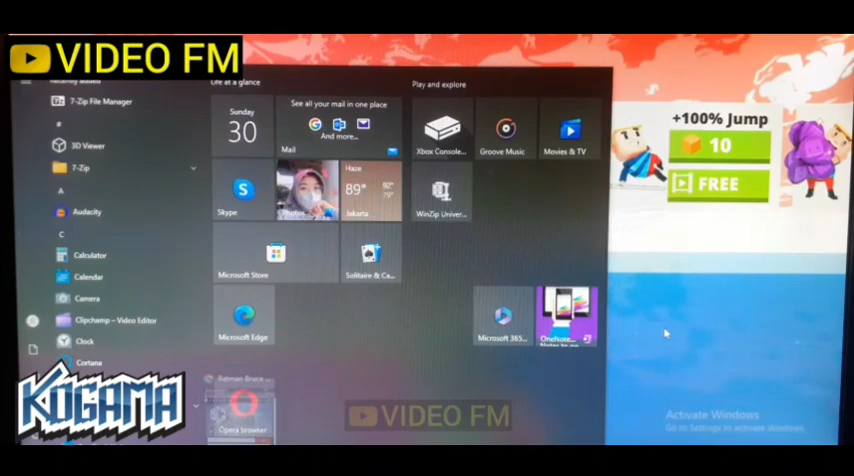 VIDEO FM
Recently added
7-Zip File Manager
#
3D Viewer
7-Zip
A
Audacity
C
Calculator
Calendar
Camera
Clipchamp – Video Editor
Clock
Cortana
KOGAMA
Life at a glance
Sunday
30
See all your mail in one place
And more...
Mail
Skype
Photos
Haze
89°
92°
79°
Jakarta
Microsoft Store
Solitaire & Ca...
Microsoft Edge
Batman Bruce ...
Opera browser
Play and explore
Xbox Console...
Groove Music
Movies & TV
WinZip Univer...
Microsoft 365...
OneNote...
VIDEO FM
+100% Jump
10
FREE
Activate Windows
Go to Settings to activate Windows.